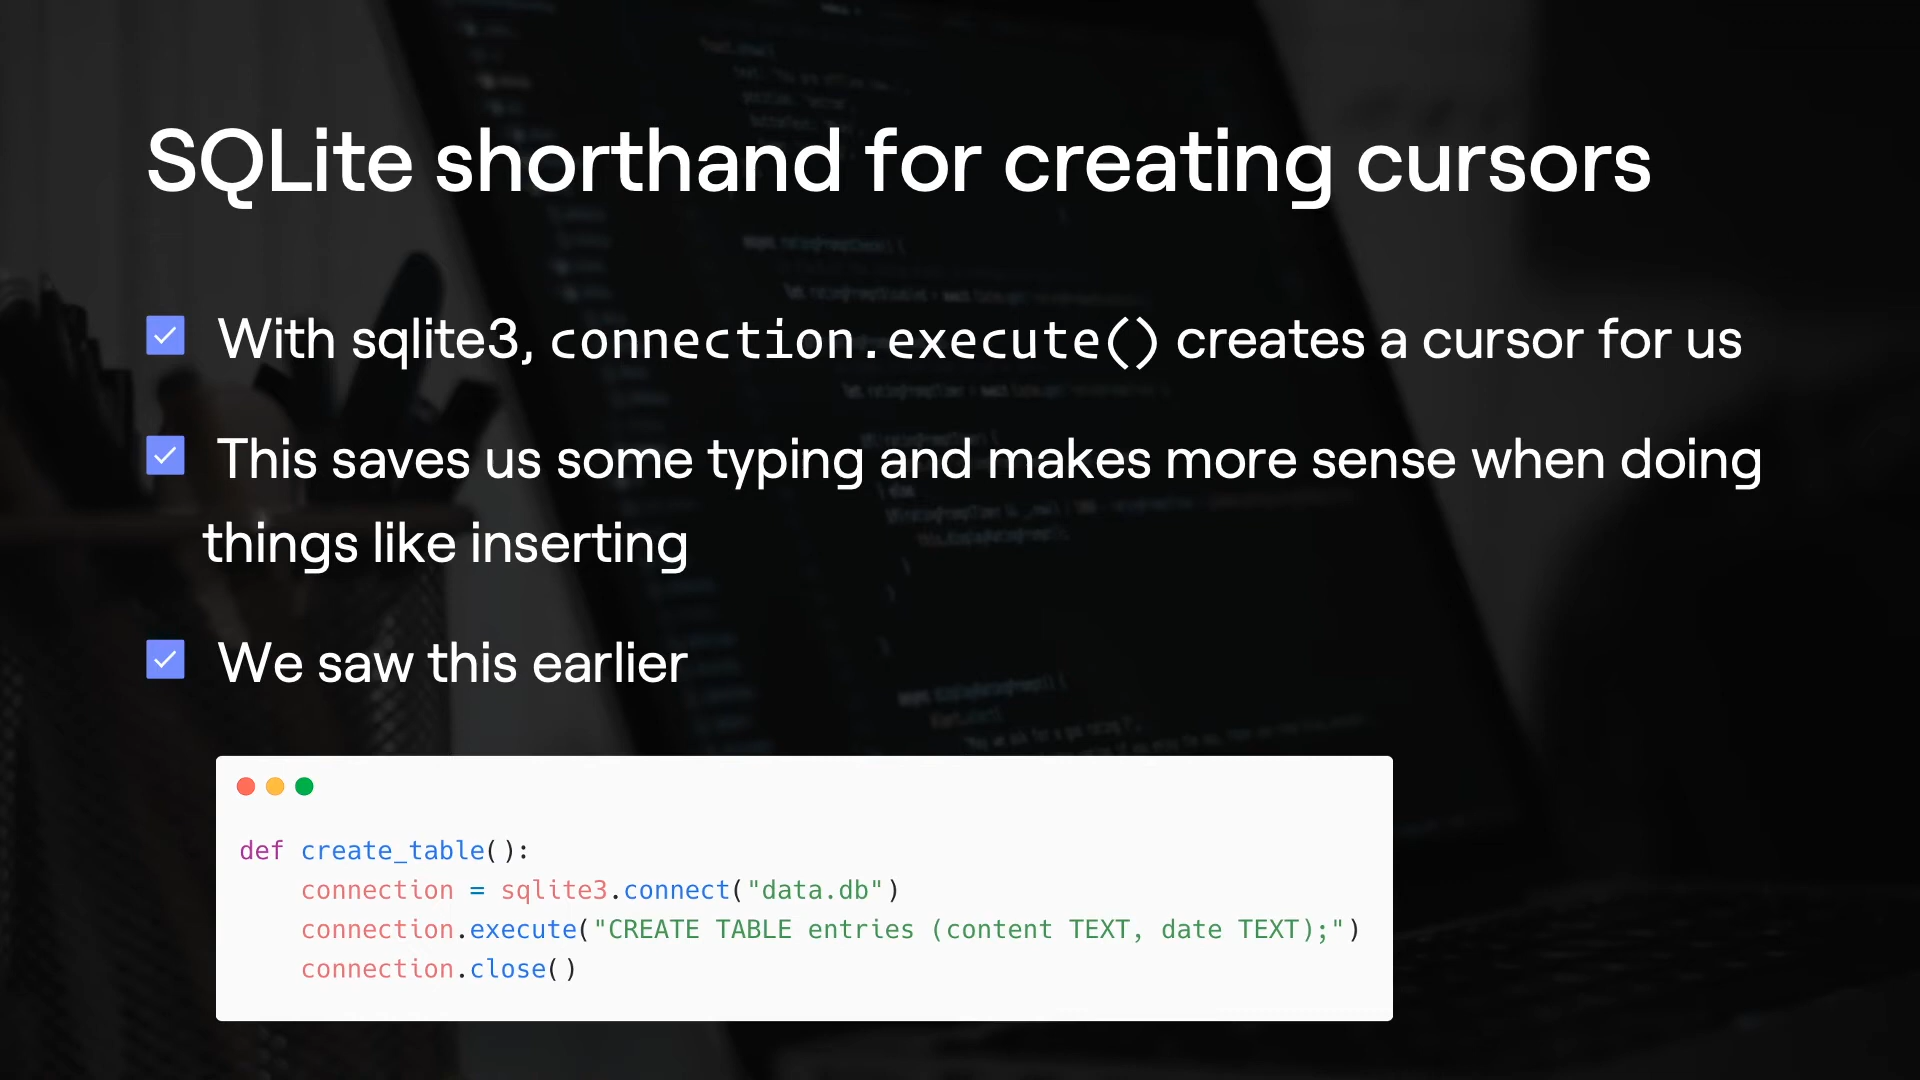 SQLite shorthand for creating cursors
With sqlite3, connection.execute() creates a cursor for us
This saves us some typing and makes more sense when doing
things like inserting
We saw this earlier
def create_table():
    connection = sqlite3.connect("data.db")
    connection.execute("CREATE TABLE entries (content TEXT, date TEXT);")
    connection.close()